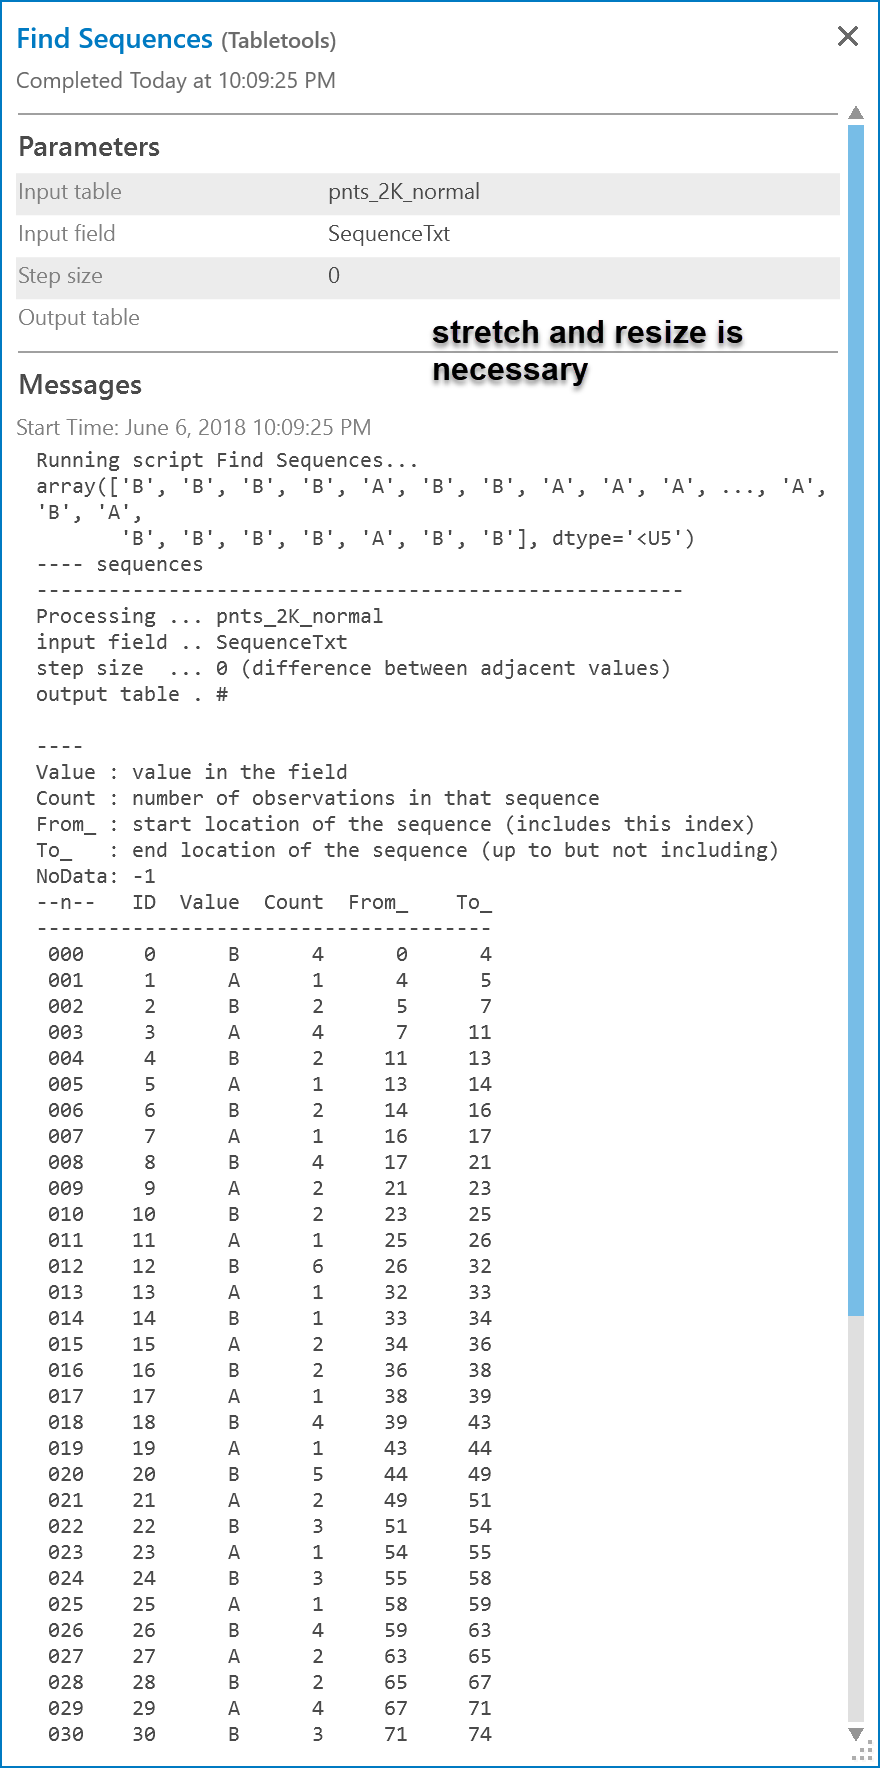 Find Sequences (Tabletools)
Completed Today at 10:09:25 PM
Parameters
Input table pnts_2K_normal
Input field SequenceTxt
Step size 0
Output table
stretch and resize is
necessary
Messages
Start Time: June 6, 2018 10:09:25 PM
Running script Find Sequences...
array(['B', 'B', 'B', 'B', 'A', 'B', 'B', 'A', 'A', 'A', ..., 'A',
'B', 'A',
'B', 'B', 'B', 'B', 'A', 'B', 'B'], dtype='<U5')
---- sequences
------------------------------------------------------
Processing ... pnts_2K_normal
input field .. SequenceTxt
step size  ... 0 (difference between adjacent values)
output table . #
----
Value : value in the field
Count : number of observations in that sequence
From_ : start location of the sequence (includes this index)
To_   : end location of the sequence (up to but not including)
NoData: -1
--n--   ID  Value  Count  From_    To_
--------------------------------------
000     0      B      4      0      4
001     1      A      1      4      5
002     2      B      2      5      7
003     3      A      4      7     11
004     4      B      2     11     13
005     5      A      1     13     14
006     6      B      2     14     16
007     7      A      1     16     17
008     8      B      4     17     21
009     9      A      2     21     23
010    10      B      2     23     25
011    11      A      1     25     26
012    12      B      6     26     32
013    13      A      1     32     33
014    14      B      1     33     34
015    15      A      2     34     36
016    16      B      2     36     38
017    17      A      1     38     39
018    18      B      4     39     43
019    19      A      1     43     44
020    20      B      5     44     49
021    21      A      2     49     51
022    22      B      3     51     54
023    23      A      1     54     55
024    24      B      3     55     58
025    25      A      1     58     59
026    26      B      4     59     63
027    27      A      2     63     65
028    28      B      2     65     67
029    29      A      4     67     71
030    30      B      3     71     74